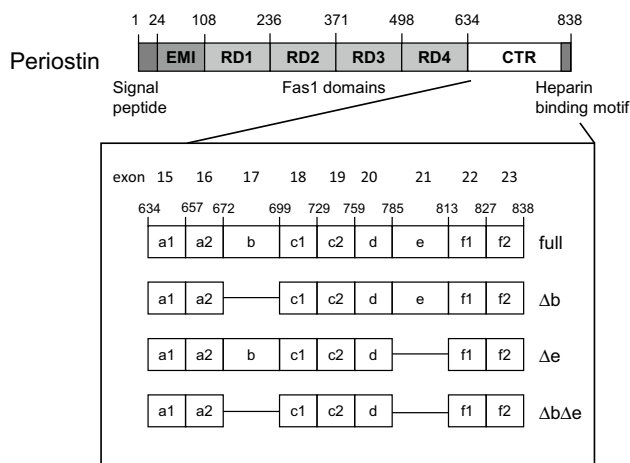 1 24 108 236 371 498 634 838
Periostin EMI RD1 RD2 RD3 RD4 CTR
Signal peptide Fas1 domains Heparin binding motif
exon 15 16 17 18 19 20 21 22 23
634 657 672 699 729 759 785 813 827 838
a1 a2 b c1 c2 d e f1 f2 full
a1 a2 c1 c2 d e f1 f2 Δb
a1 a2 b c1 c2 d f1 f2 Δe
a1 a2 c1 c2 d f1 f2 ΔbΔe